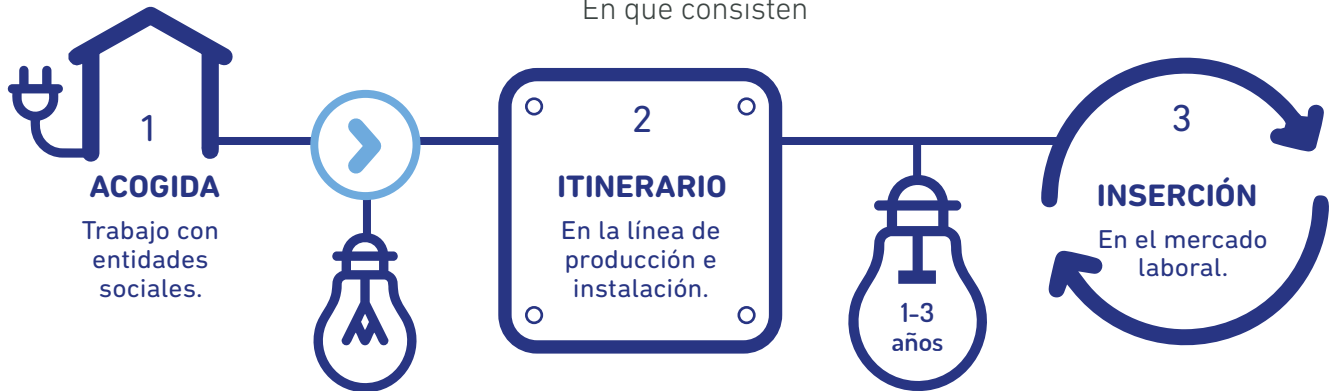 En que consisten
1
ACOGIDA
Trabajo con
entidades
sociales.
2
ITINERARIO
En la línea de
producción e
instalación.
1-3
años
3
INSERCIÓN
En el mercado
laboral.